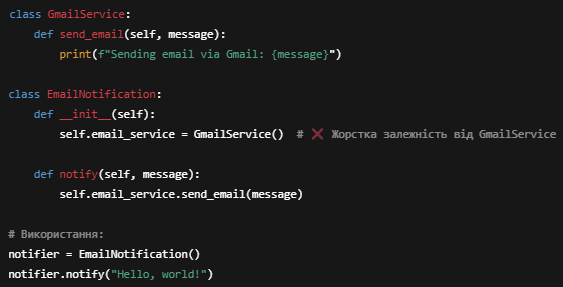 class GmailService:
    def send_email(self, message):
        print(f"Sending email via Gmail: {message}")

class EmailNotification:
    def __init__(self):
        self.email_service = GmailService()  # ❌ Жорстка залежність від GmailService

    def notify(self, message):
        self.email_service.send_email(message)

# Використання:
notifier = EmailNotification()
notifier.notify("Hello, world!")